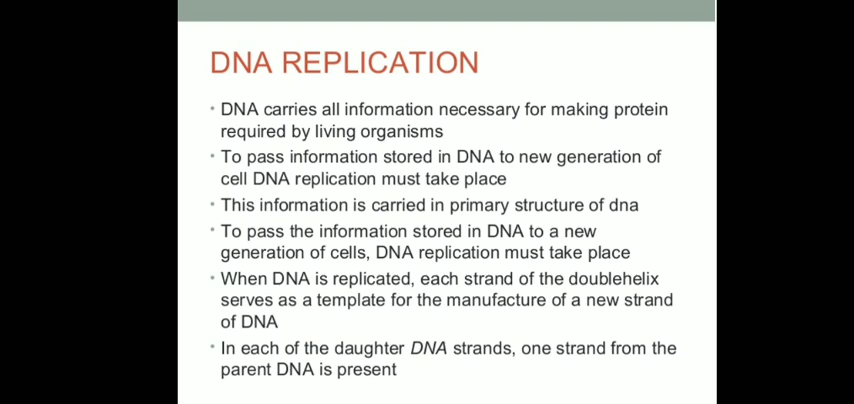 DNA REPLICATION
• DNA carries all information necessary for making protein
required by living organisms
• To pass information stored in DNA to new generation of
cell DNA replication must take place
• This information is carried in primary structure of dna
• To pass the information stored in DNA to a new
generation of cells, DNA replication must take place
• When DNA is replicated, each strand of the doublehelix
serves as a template for the manufacture of a new strand
of DNA
• In each of the daughter DNA strands, one strand from the
parent DNA is present